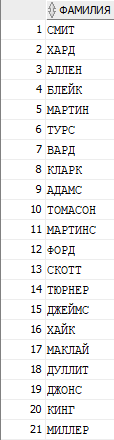 ФАМИЛИЯ
1 СМИТ
2 ХАРД
3 АЛЛЕН
4 БЛЕЙК
5 МАРТИН
6 ТУРС
7 ВАРД
8 КЛАРК
9 АДАМС
10 ТОМАСОН
11 МАРТИНС
12 ФОРД
13 СКОТТ
14 ТЮРНЕР
15 ДЖЕЙМС
16 ХАЙК
17 МАКЛАЙ
18 ДУЛЛИТ
19 ДЖОНС
20 КИНГ
21 МИЛЛЕР